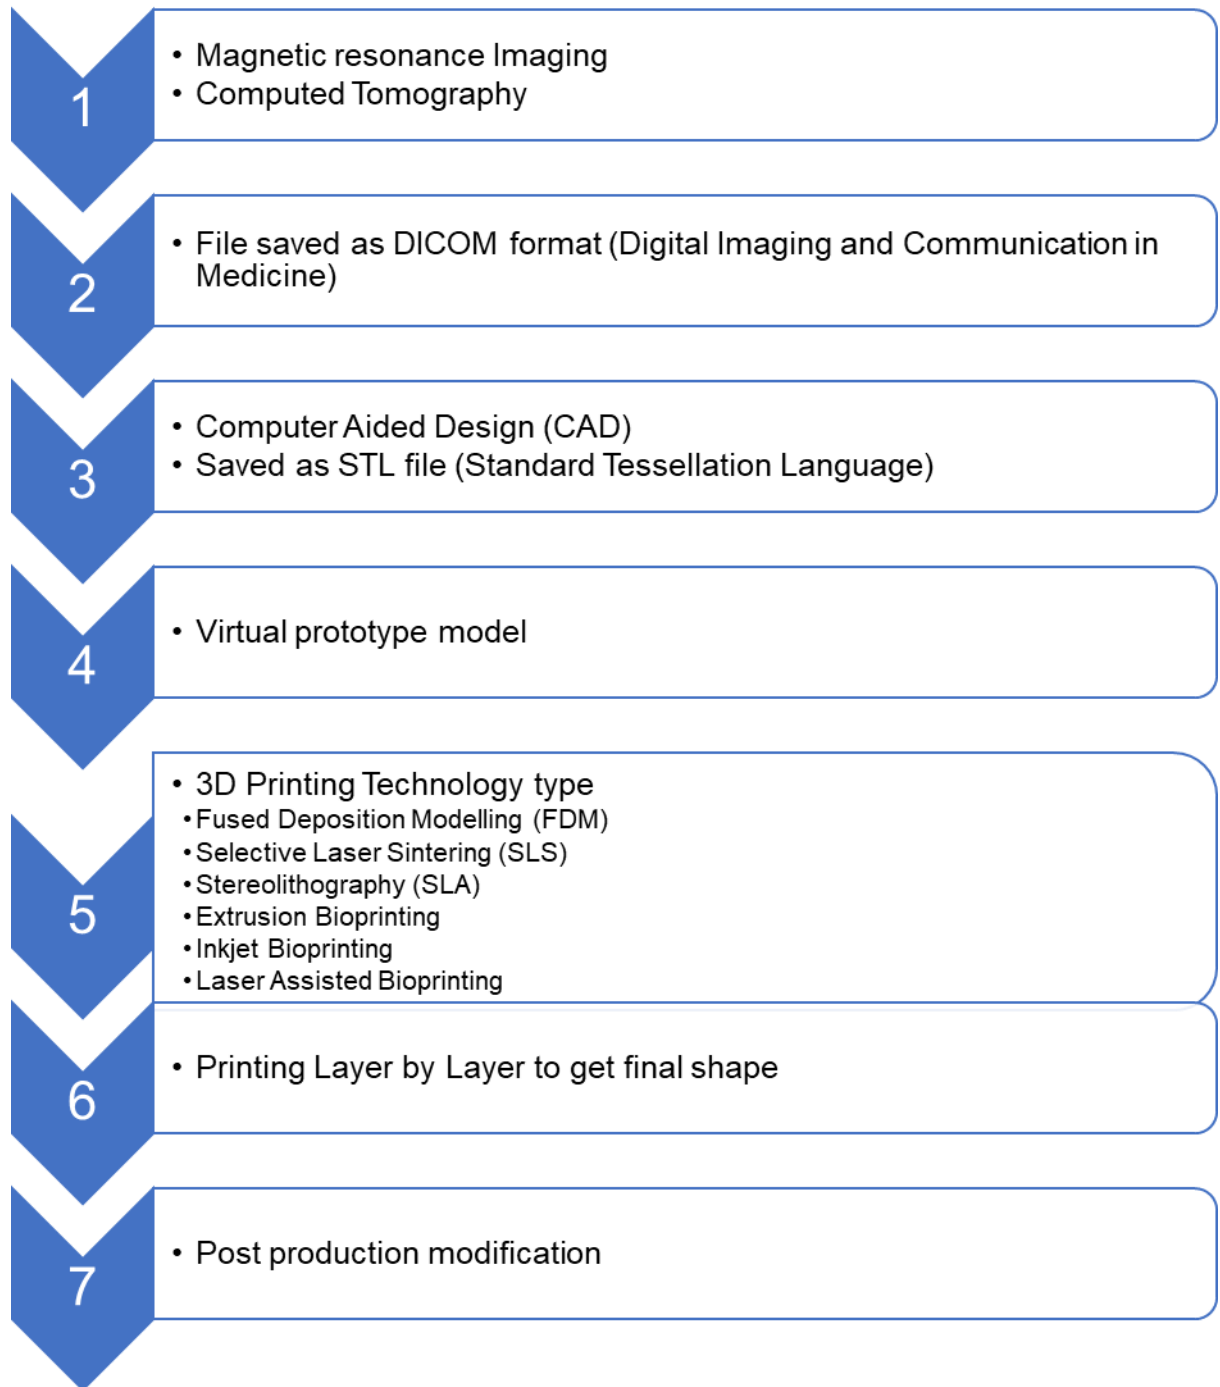 1
• Magnetic resonance Imaging
• Computed Tomography
2
• File saved as DICOM format (Digital Imaging and Communication in
Medicine)
3
• Computer Aided Design (CAD)
• Saved as STL file (Standard Tessellation Language)
4
• Virtual prototype model
5
• 3D Printing Technology type
• Fused Deposition Modelling (FDM)
• Selective Laser Sintering (SLS)
• Stereolithography (SLA)
• Extrusion Bioprinting
• Inkjet Bioprinting
• Laser Assisted Bioprinting
6
• Printing Layer by Layer to get final shape
7
• Post production modification